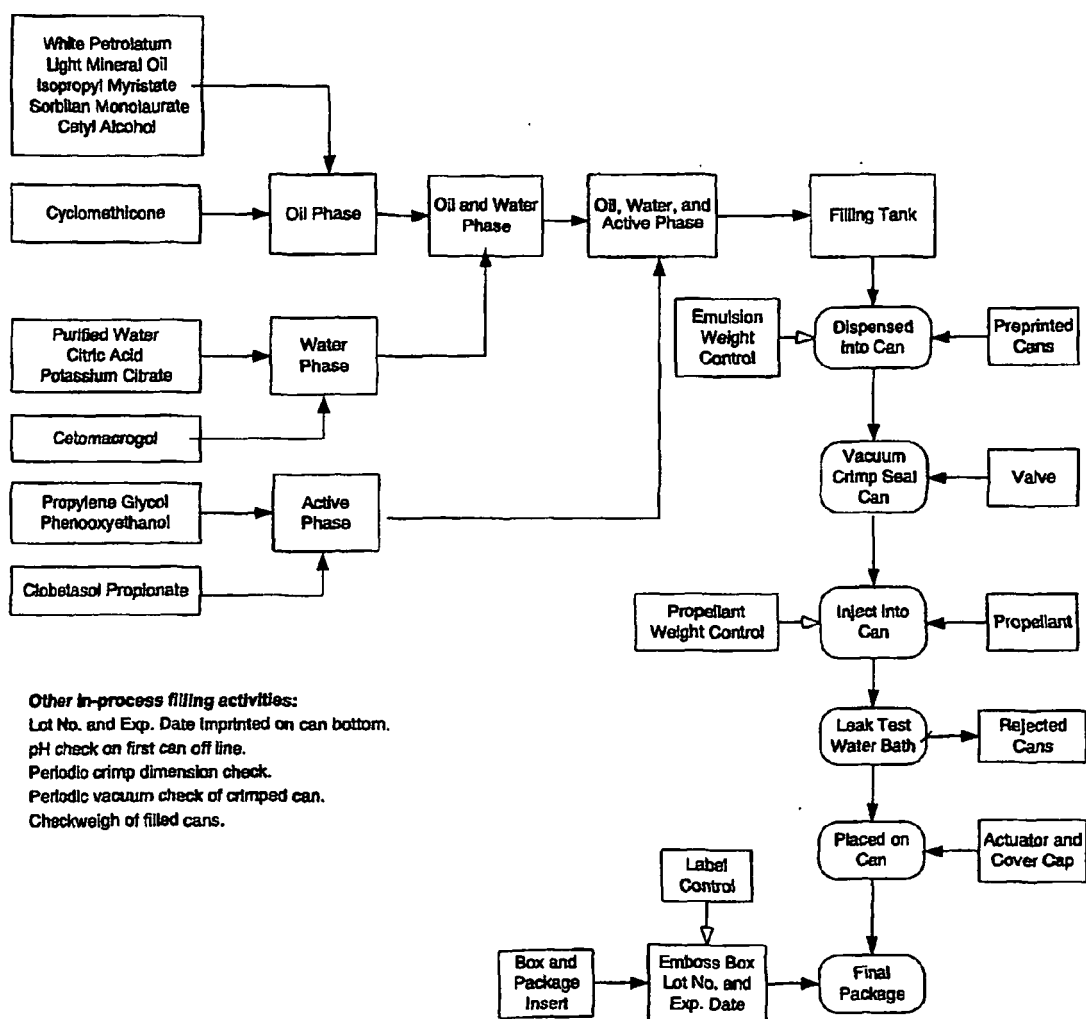 White Petrolatum
Light Mineral Oil
Isopropyl Myristate
Sorbitan Monolaurate
Cetyl Alcohol
Cyclomethicone
Oil Phase
Oil and Water
Phase
Oil, Water, and
Active Phase
Filling Tank
Purified Water
Citric Acid
Potassium Citrate
Water
Phase
Cetomacrogol
Propylene Glycol
Phenooxyethanol
Active
Phase
Clobetasol Propionate
Emulsion
Weight
Control
Dispensed
Into Can
Preprinted
Cans
Vacuum
Crimp Seal
Can
Valve
Propellant
Weight Control
Inject Into
Can
Propellant
Leak Test
Water Bath
Rejected
Cans
Placed on
Can
Actuator and
Cover Cap
Other in-process filling activities:
Lot No. and Exp. Date Imprinted on can bottom.
pH check on first can off line.
Periodic crimp dimension check.
Periodic vacuum check of crimped can.
Checkweigh of filled cans.
Label
Control
Box and
Package
Insert
Emboss Box
Lot No. and
Exp. Date
Final
Package